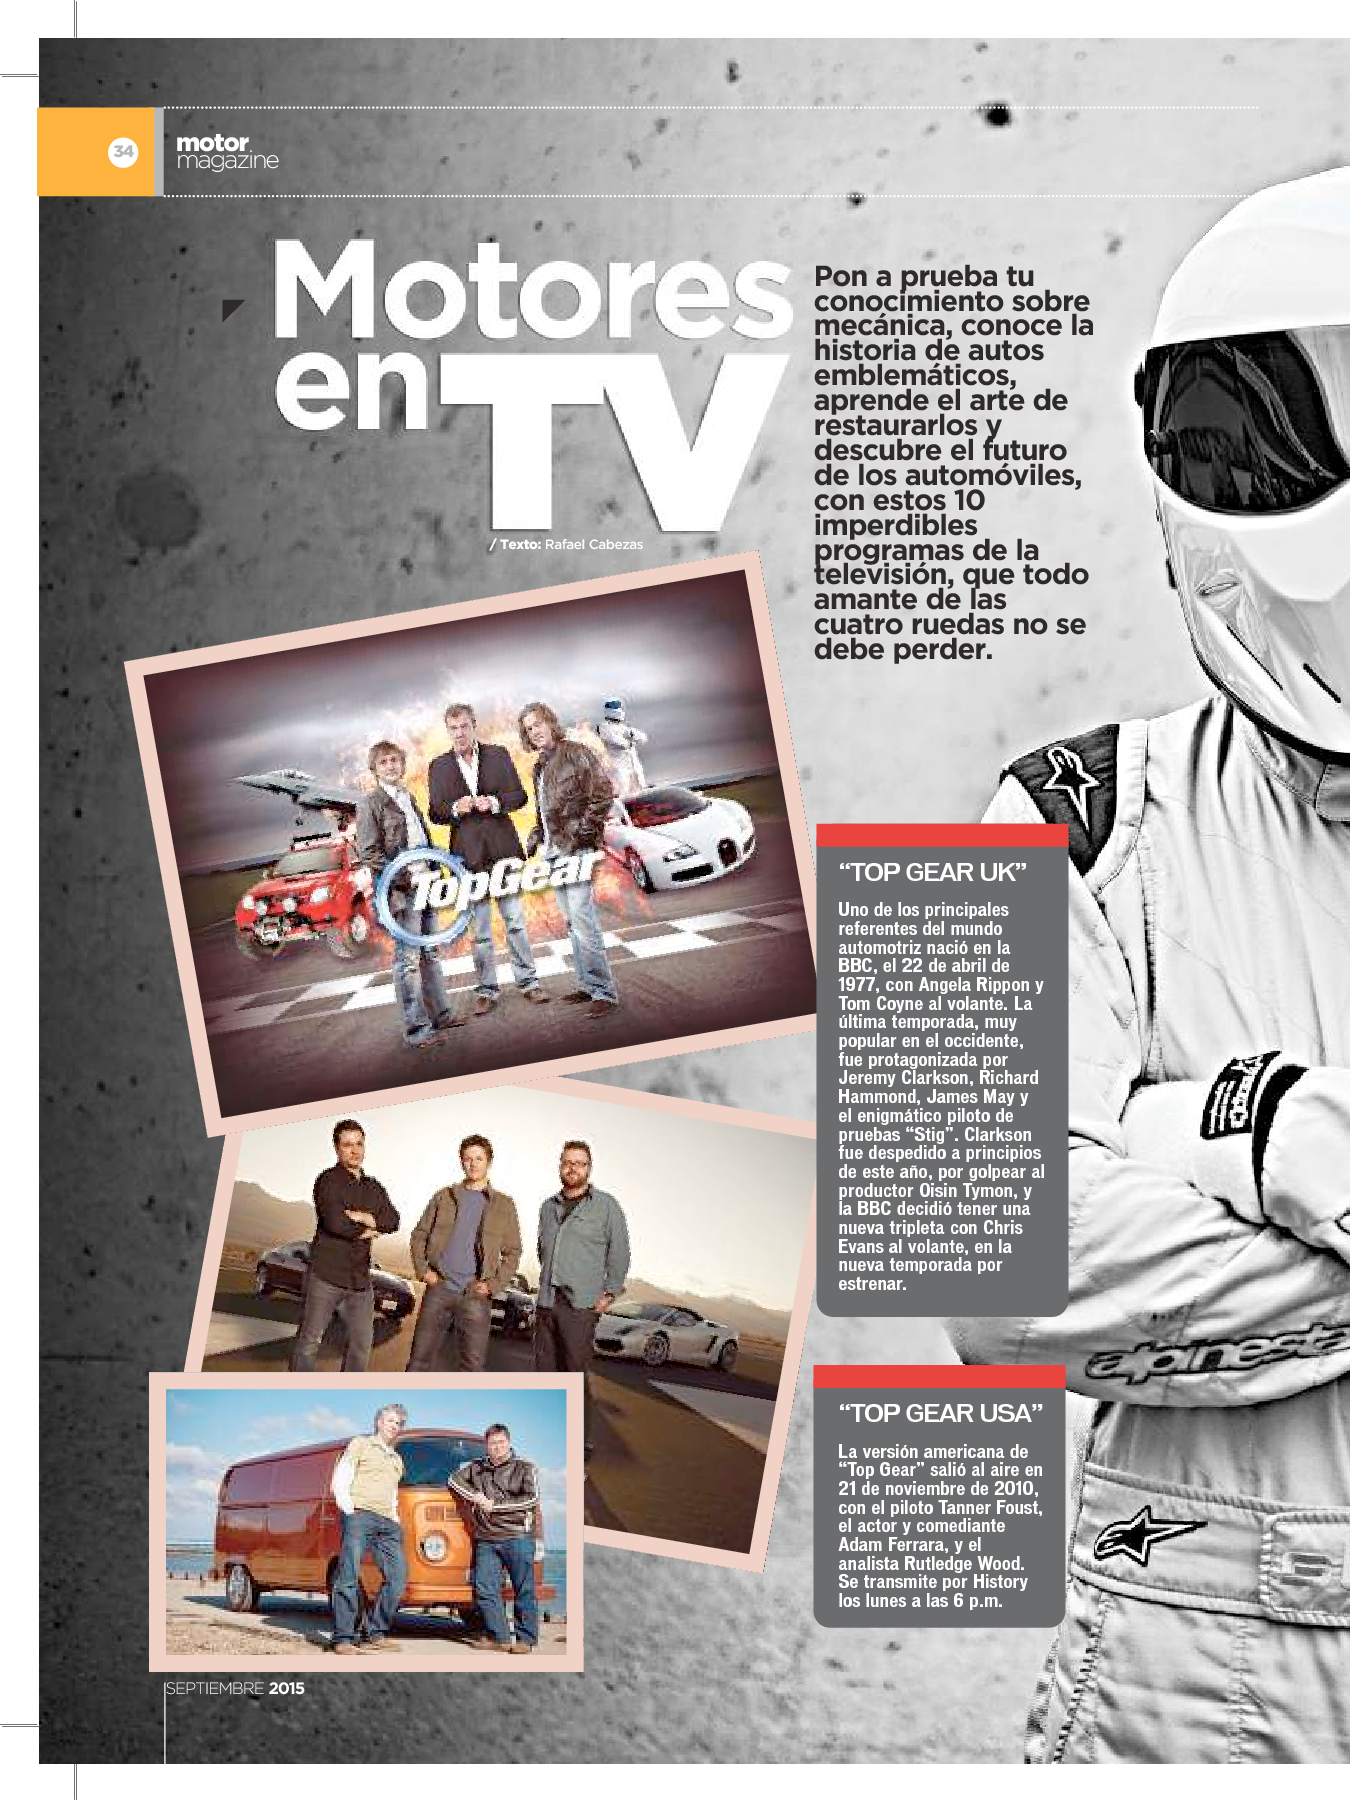 34
motor
magazine
Motores
en TV
/ Texto: Rafael Cabezas
Pon a prueba tu
conocimiento sobre
mecánica, conoce la
historia de autos
emblemáticos,
aprende el arte de
restaurarlos y
descubre el futuro
de los automóviles,
con estos 10
imperdibles
programas de la
televisión, que todo
amante de las
cuatro ruedas no se
debe perder.
TopGear
“TOP GEAR UK”
Uno de los principales
referentes del mundo
automotriz nació en la
BBC, el 22 de abril de
1977, con Angela Rippon y
Tom Coyne al volante. La
última temporada, muy
popular en el occidente,
fue protagonizada por
Jeremy Clarkson, Richard
Hammond, James May y
el enigmático piloto de
pruebas “Stig”. Clarkson
fue despedido a principios
de este año, por golpear al
productor Oisin Tymon, y
la BBC decidió tener una
nueva tripleta con Chris
Evans al volante, en la
nueva temporada por
estrenar.
alpinesta
“TOP GEAR USA”
La versión americana de
“Top Gear” salió al aire en
21 de noviembre de 2010,
con el piloto Tanner Foust,
el actor y comediante
Adam Ferrara, y el
analista Rutledge Wood.
Se transmite por History
los lunes a las 6 p.m.
SEPTIEMBRE 2015